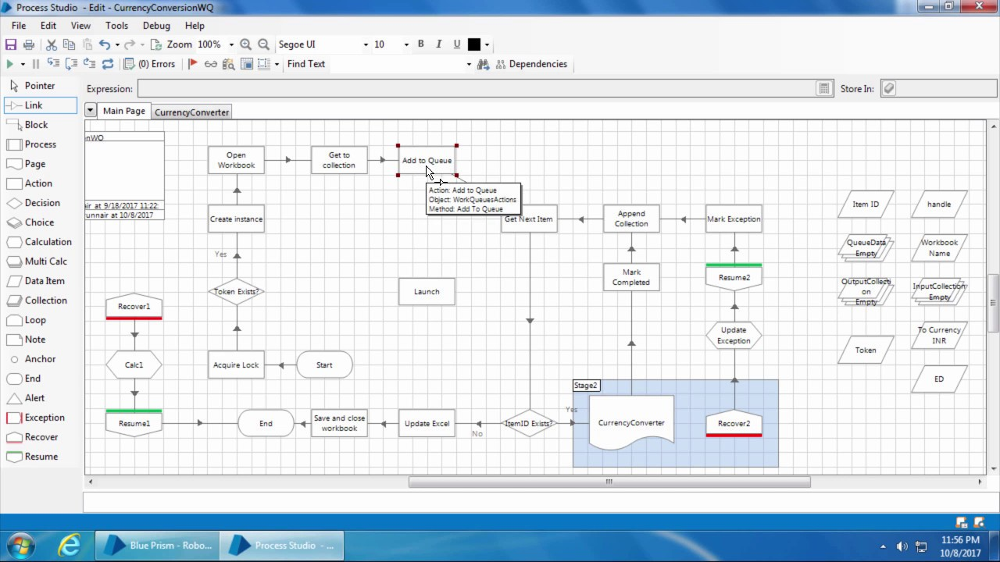 Process Studio - Edit - CurrencyConversionWQ
File Edit View Tools Debug Help
Zoom 100% Segoe UI 10 B I U
(0) Errors Find Text Dependencies
Pointer
Link
Block
Process
Page
Action
Decision
Choice
Calculation
Multi Calc
Data Item
Collection
Loop
Note
Anchor
End
Alert
Exception
Recover
Resume
Expression: Store In:
Main Page CurrencyConverter
nWQ
air at 9/18/2017 11:22:
runnair at 10/8/2017
Open
Workbook
Get to
collection
Add to Queue
Action: Add to Queue
Object: WorkQueuesActions
Method: Add To Queue
Create instance
Get Next Item
Append
Collection
Mark Exception
Yes
Token Exists?
Launch
Mark
Completed
Resume2
Recover1
Update
Exception
Calc1
Acquire Lock
Start
Stage2
Resume1
End
Save and close
workbook
Update Excel
No
ItemID Exists?
Yes
CurrencyConverter
Recover2
Item ID
handle
QueueData
Empty
Workbook
Name
OutputCollecti
on
Empty
InputCollection
Empty
To Currency
INR
Token
ED
Blue Prism - Robo...
Process Studio - ...
11:56 PM
10/8/2017